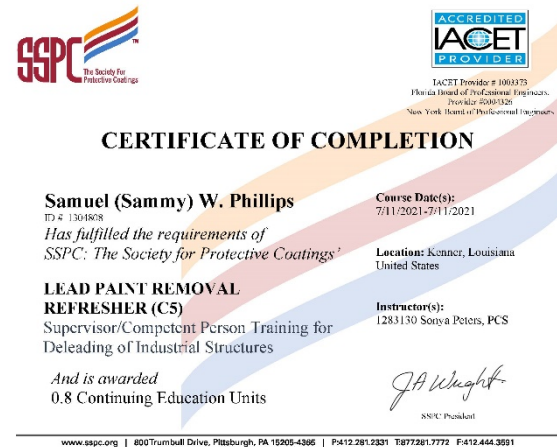 SSPC™
The Society For
Protective Coatings
ACCREDITED
IACET
PROVIDER
IACET Provider # 1003373
Florida Board of Professional Engineers.
Provider #0004326
New York Board of Professional Engineers
CERTIFICATE OF COMPLETION
Samuel (Sammy) W. Phillips
ID # 1304808
Has fulfilled the requirements of
SSPC: The Society for Protective Coatings'
LEAD PAINT REMOVAL
REFRESHER (C5)
Supervisor/Competent Person Training for
Deleading of Industrial Structures
And is awarded
0.8 Continuing Education Units
Course Date(s):
7/11/2021-7/11/2021
Location: Kenner, Louisiana
United States
Instructor(s):
1283130 Sonya Peters, PCS
JA Wright
SSPC President
www.sspc.org | 800Trumbull Drive, Pittsburgh, PA 15205-4365 | P:412.281.2331 T:877.281.7772 F:412.444.3591